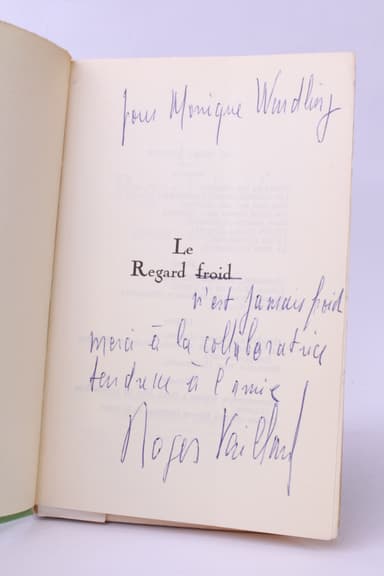 pour Monique Wendling
Le
Regard froid
n'est jamais froid
merci à la collaboratrice
tendresse à l'amie
Roger Vailland